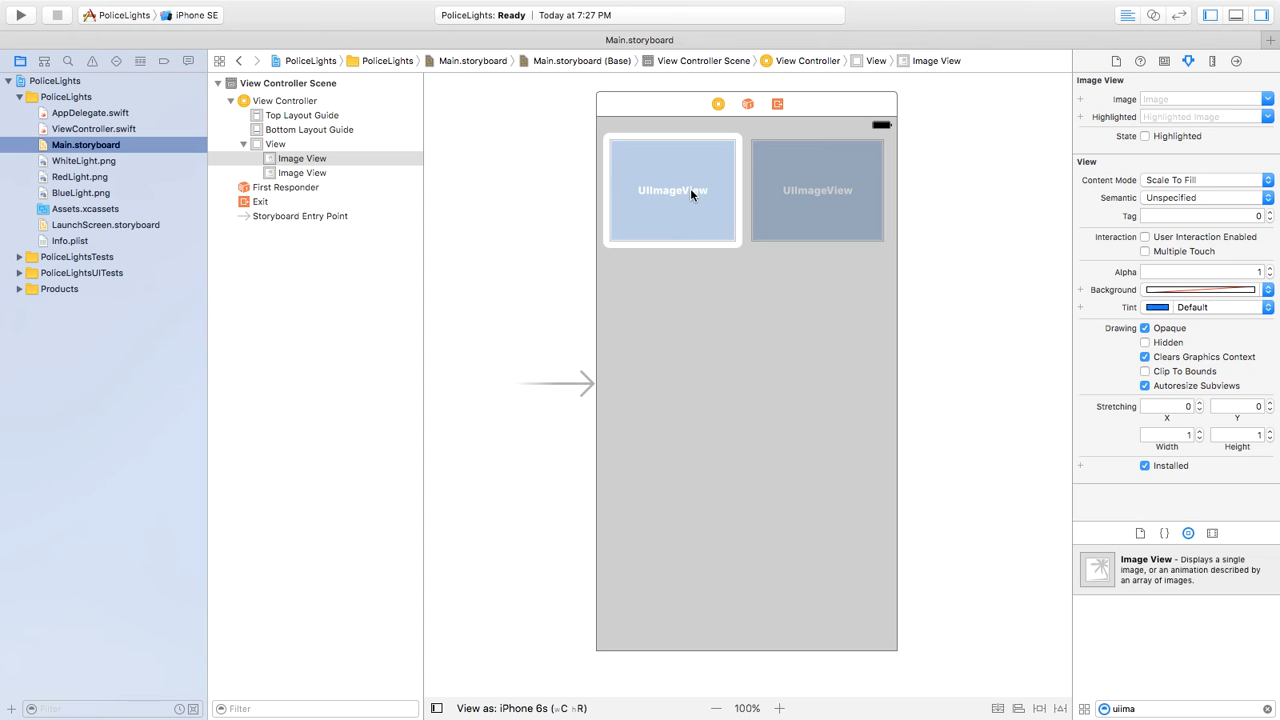 PoliceLights
iPhone SE
PoliceLights: Ready
Today at 7:27 PM
Main.storyboard
PoliceLights
PoliceLights
Main.storyboard
Main.storyboard (Base)
View Controller Scene
View Controller
View
Image View
PoliceLights
PoliceLights
AppDelegate.swift
ViewController.swift
Main.storyboard
WhiteLight.png
RedLight.png
BlueLight.png
Assets.xcassets
LaunchScreen.storyboard
Info.plist
PoliceLightsTests
PoliceLightsUITests
Products
Filter
View Controller Scene
View Controller
Top Layout Guide
Bottom Layout Guide
View
Image View
Image View
First Responder
Exit
Storyboard Entry Point
Filter
UIImageView
UIImageView
View as: iPhone 6s (wC hR)
100%
Image View
Image Image
Highlighted Highlighted Image
State Highlighted
View
Content Mode Scale To Fill
Semantic Unspecified
Tag 0
Interaction User Interaction Enabled
Multiple Touch
Alpha 1
Background
Tint Default
Drawing Opaque
Hidden
Clears Graphics Context
Clip To Bounds
Autoresize Subviews
Stretching 0 0
X Y
1 1
Width Height
Installed
Image View - Displays a single
image, or an animation described by
an array of images.
uiima